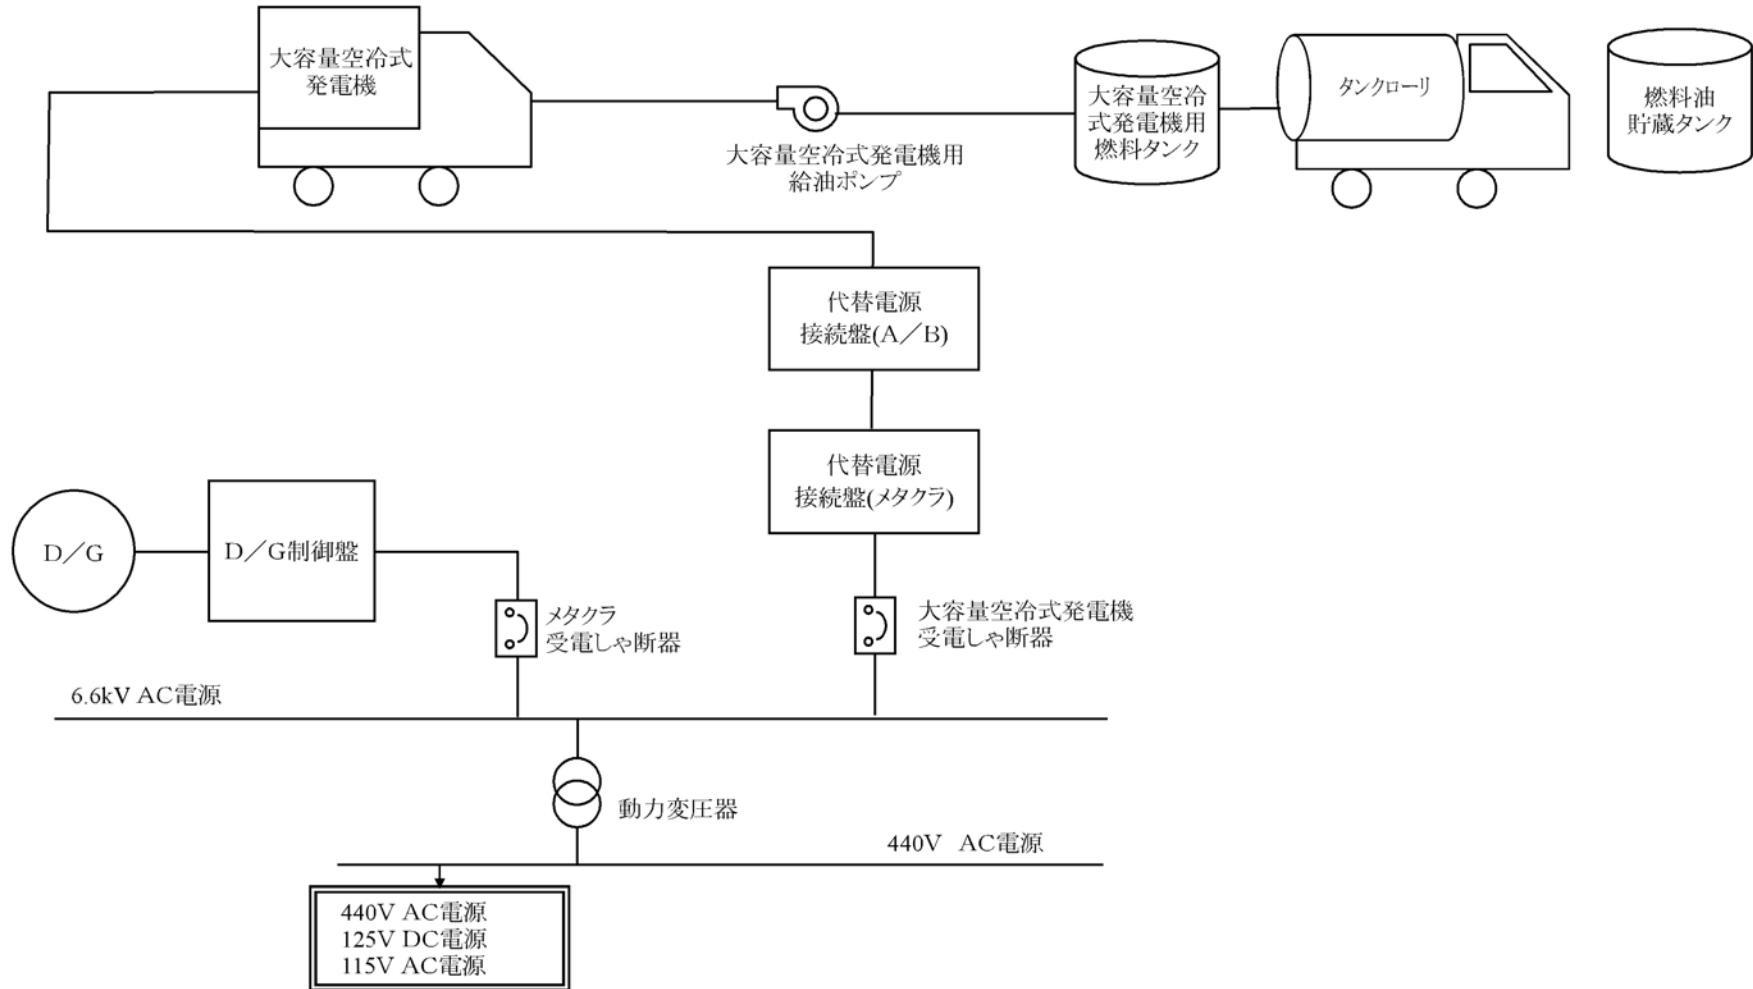 大容量空冷式
発電機
大容量空冷式発電機用
給油ポンプ
大容量空冷
式発電機用
燃料タンク
タンクローリ
燃料油
貯蔵タンク
代替電源
接続盤(A／B)
代替電源
接続盤(メタクラ)
D／G
D／G制御盤
メタクラ
受電しゃ断器
大容量空冷式発電機
受電しゃ断器
6.6kV AC電源
動力変圧器
440V AC電源
440V AC電源
125V DC電源
115V AC電源